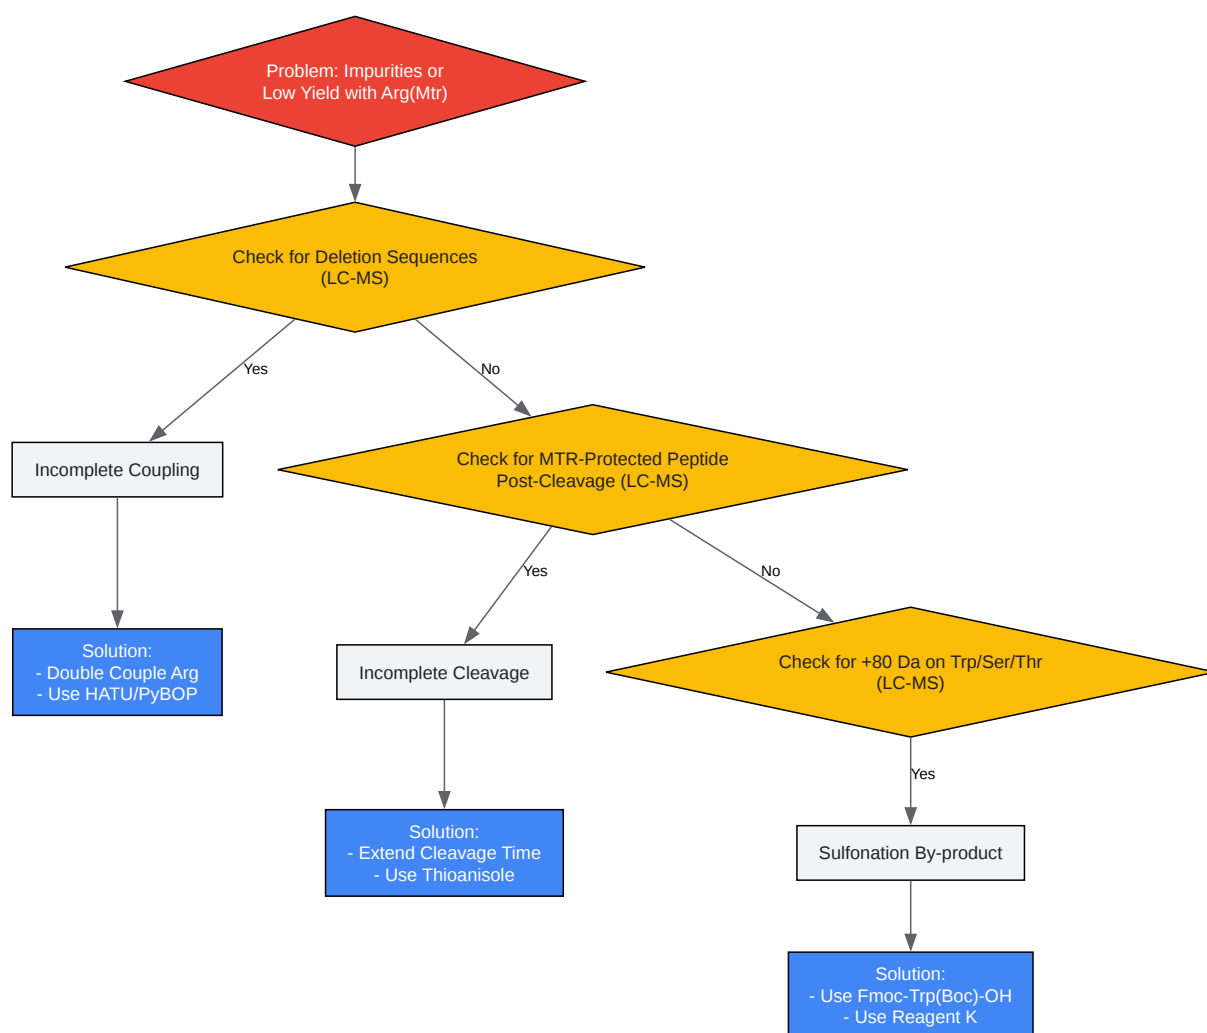 Problem: Impurities or
Low Yield with Arg(Mtr)
Check for Deletion Sequences
(LC-MS)
Yes
No
Incomplete Coupling
Check for MTR-Protected Peptide
Post-Cleavage (LC-MS)
Yes
No
Solution:
- Double Couple Arg
- Use HATU/PyBOP
Incomplete Cleavage
Check for +80 Da on Trp/Ser/Thr
(LC-MS)
Yes
Solution:
- Extend Cleavage Time
- Use Thioanisole
Sulfonation By-product
Solution:
- Use Fmoc-Trp(Boc)-OH
- Use Reagent K